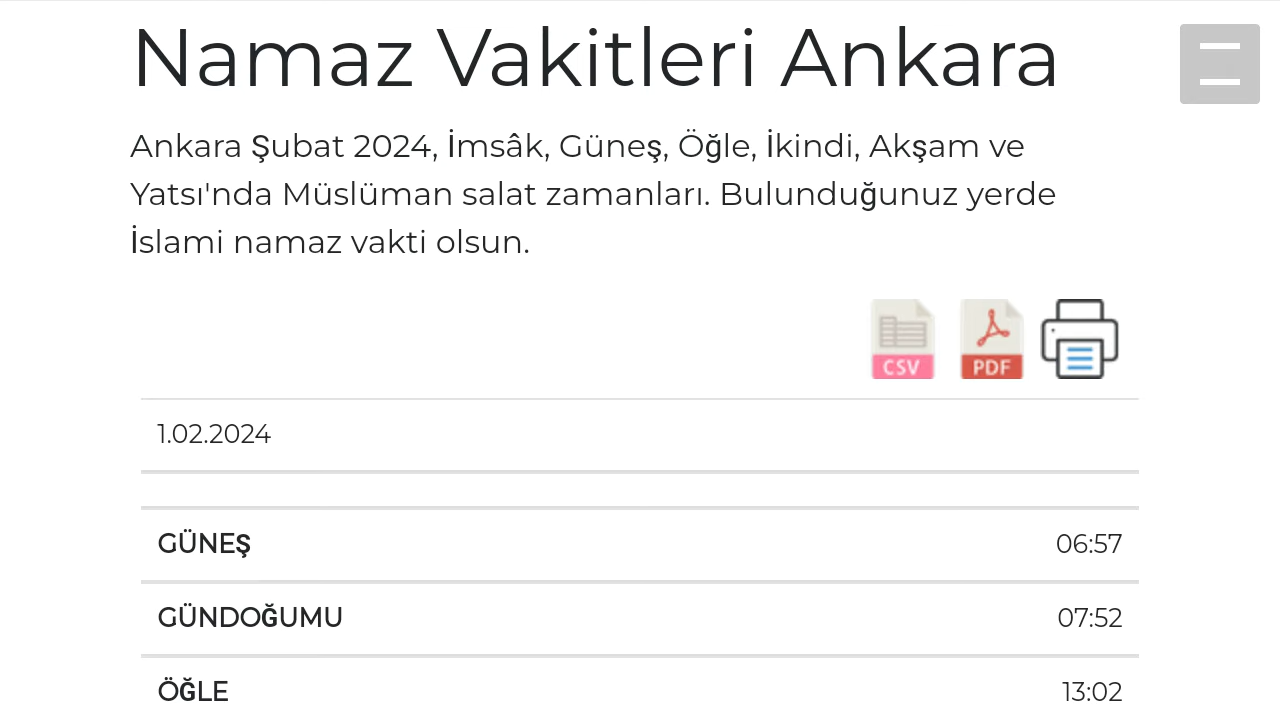 Namaz Vakitleri Ankara
Ankara Şubat 2024, İmsâk, Güneş, Öğle, İkindi, Akşam ve
Yatsı'nda Müslüman salat zamanları. Bulunduğunuz yerde
İslami namaz vakti olsun.
CSV PDF
1.02.2024
GÜNEŞ 06:57
GÜNDOĞUMU 07:52
ÖĞLE 13:02